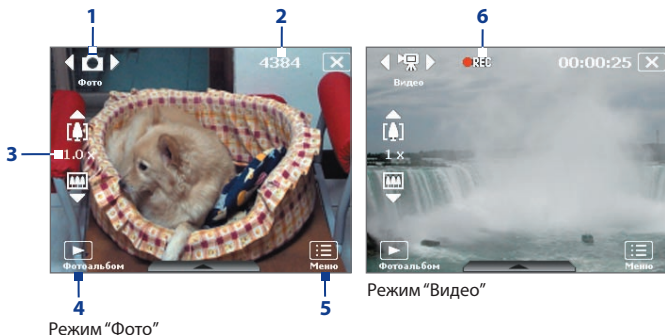 1
2
6
4384
REC
00:00:25
Фото
Видео
3
1.0 x
1 x
Фотоальбом
Меню
Фотоальбом
Меню
4
5
Режим "Видео"
Режим "Фото"